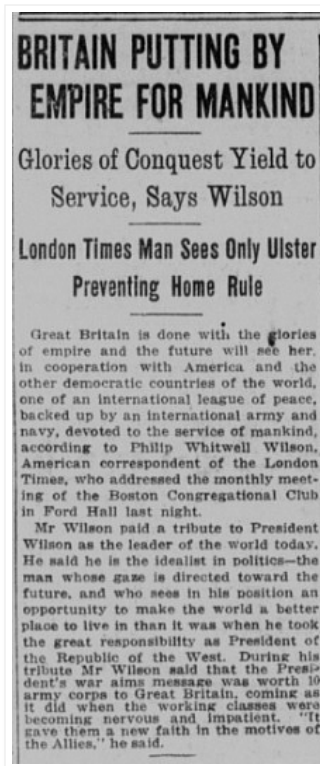 BRITAIN PUTTING BY
EMPIRE FOR MANKIND
Glories of Conquest Yield to
Service, Says Wilson
London Times Man Sees Only Ulster
Preventing Home Rule
Great Britain is done with the glories
of empire and the future will see her,
in cooperation with America and the
other democratic countries of the world,
one of an international league of peace,
backed up by an international army and
navy, devoted to the service of mankind,
according to Philip Whitwell Wilson,
American correspondent of the London
Times, who addressed the monthly meet-
ing of the Boston Congregational Club
in Ford Hall last night.
Mr Wilson paid a tribute to President
Wilson as the leader of the world today.
He said he is the idealist in politics—the
man whose gaze is directed toward the
future, and who sees in his position an
opportunity to make the world a better
place to live in than it was when he took
the great responsibility as President of
the Republic of the West. During his
tribute Mr Wilson said that the Presi-
dent's war aims message was worth 10
army corps to Great Britain, coming as
it did when the working classes were
becoming nervous and impatient. "It
gave them a new faith in the motives of
the Allies," he said.